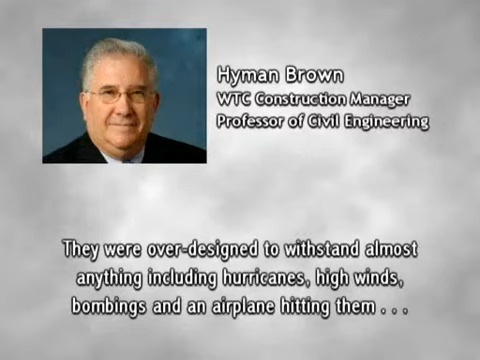 Hyman Brown
WTC Construction Manager
Professor of Civil Engineering
They were over-designed to withstand almost
anything including hurricanes, high winds,
bombings and an airplane hitting them . . .